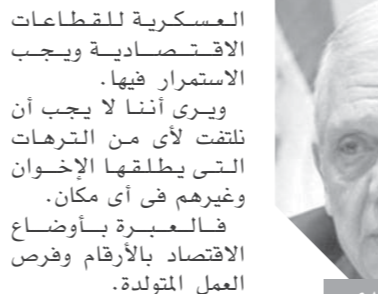 العسكرية للقطاعات
الاقتصادية ويجب
الاستمرار فيها.
ويرى أننا لا يجب أن
نلتفت لأى من الترهات
التى يطلقها الإخوان
وغيرهم فى أى مكان.
فالعبرة بأوضاع
الاقتصاد بالأرقام وفرص
العمل المتولدة.